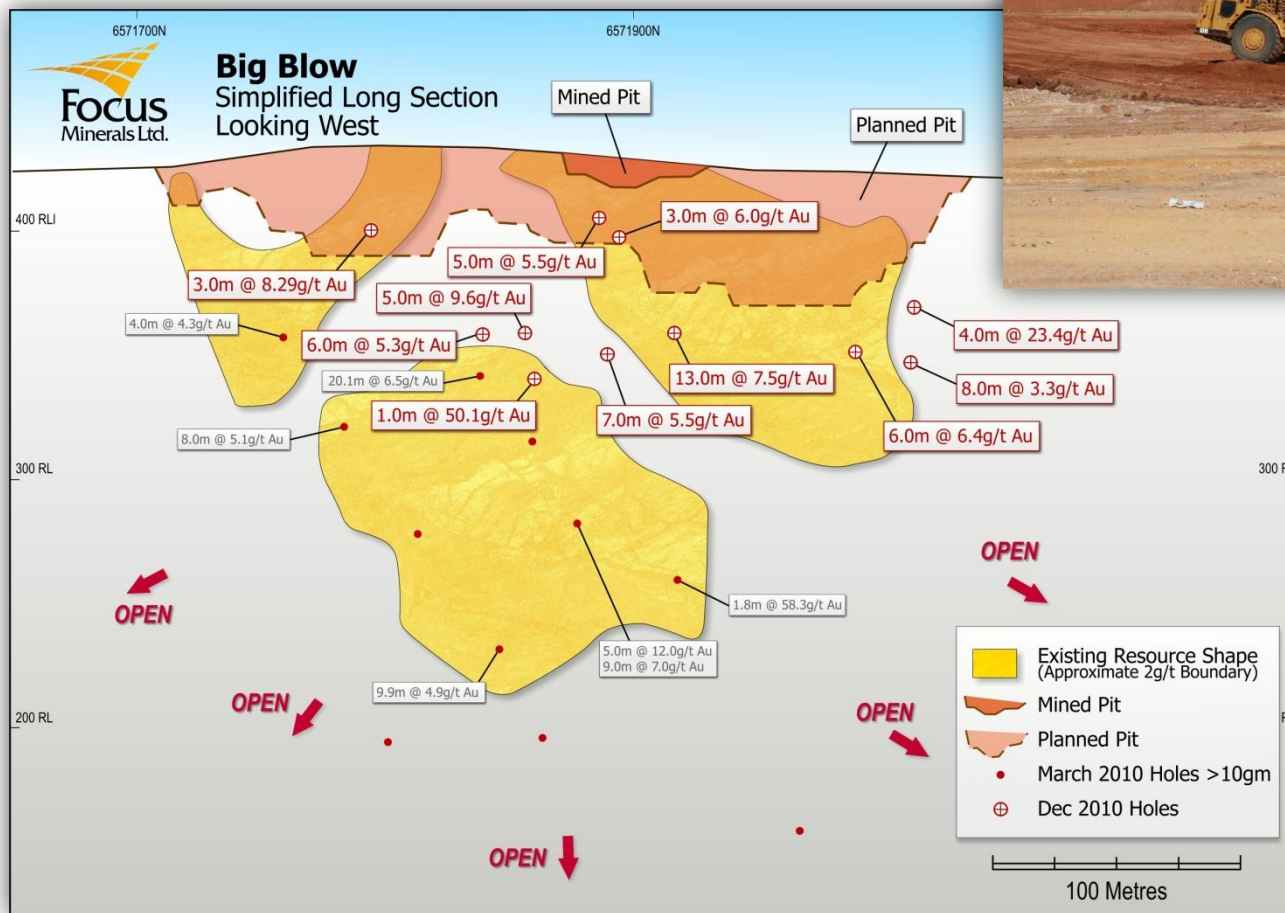 6571700N
6571900N
Focus
Minerals Ltd.
Big Blow
Simplified Long Section
Looking West
Mined Pit
Planned Pit
400 RLI
3.0m @ 6.0g/t Au
5.0m @ 5.5g/t Au
3.0m @ 8.29g/t Au
5.0m @ 9.6g/t Au
4.0m @ 4.3g/t Au
6.0m @ 5.3g/t Au
4.0m @ 23.4g/t Au
20.1m @ 6.5g/t Au
13.0m @ 7.5g/t Au
8.0m @ 3.3g/t Au
1.0m @ 50.1g/t Au
7.0m @ 5.5g/t Au
6.0m @ 6.4g/t Au
8.0m @ 5.1g/t Au
300 RL
300 R
OPEN
OPEN
1.8m @ 58.3g/t Au
5.0m @ 12.0g/t Au
9.0m @ 7.0g/t Au
9.9m @ 4.9g/t Au
OPEN
OPEN
200 RL
OPEN
Existing Resource Shape
(Approximate 2g/t Boundary)
Mined Pit
Planned Pit
March 2010 Holes >10gm
Dec 2010 Holes
100 Metres